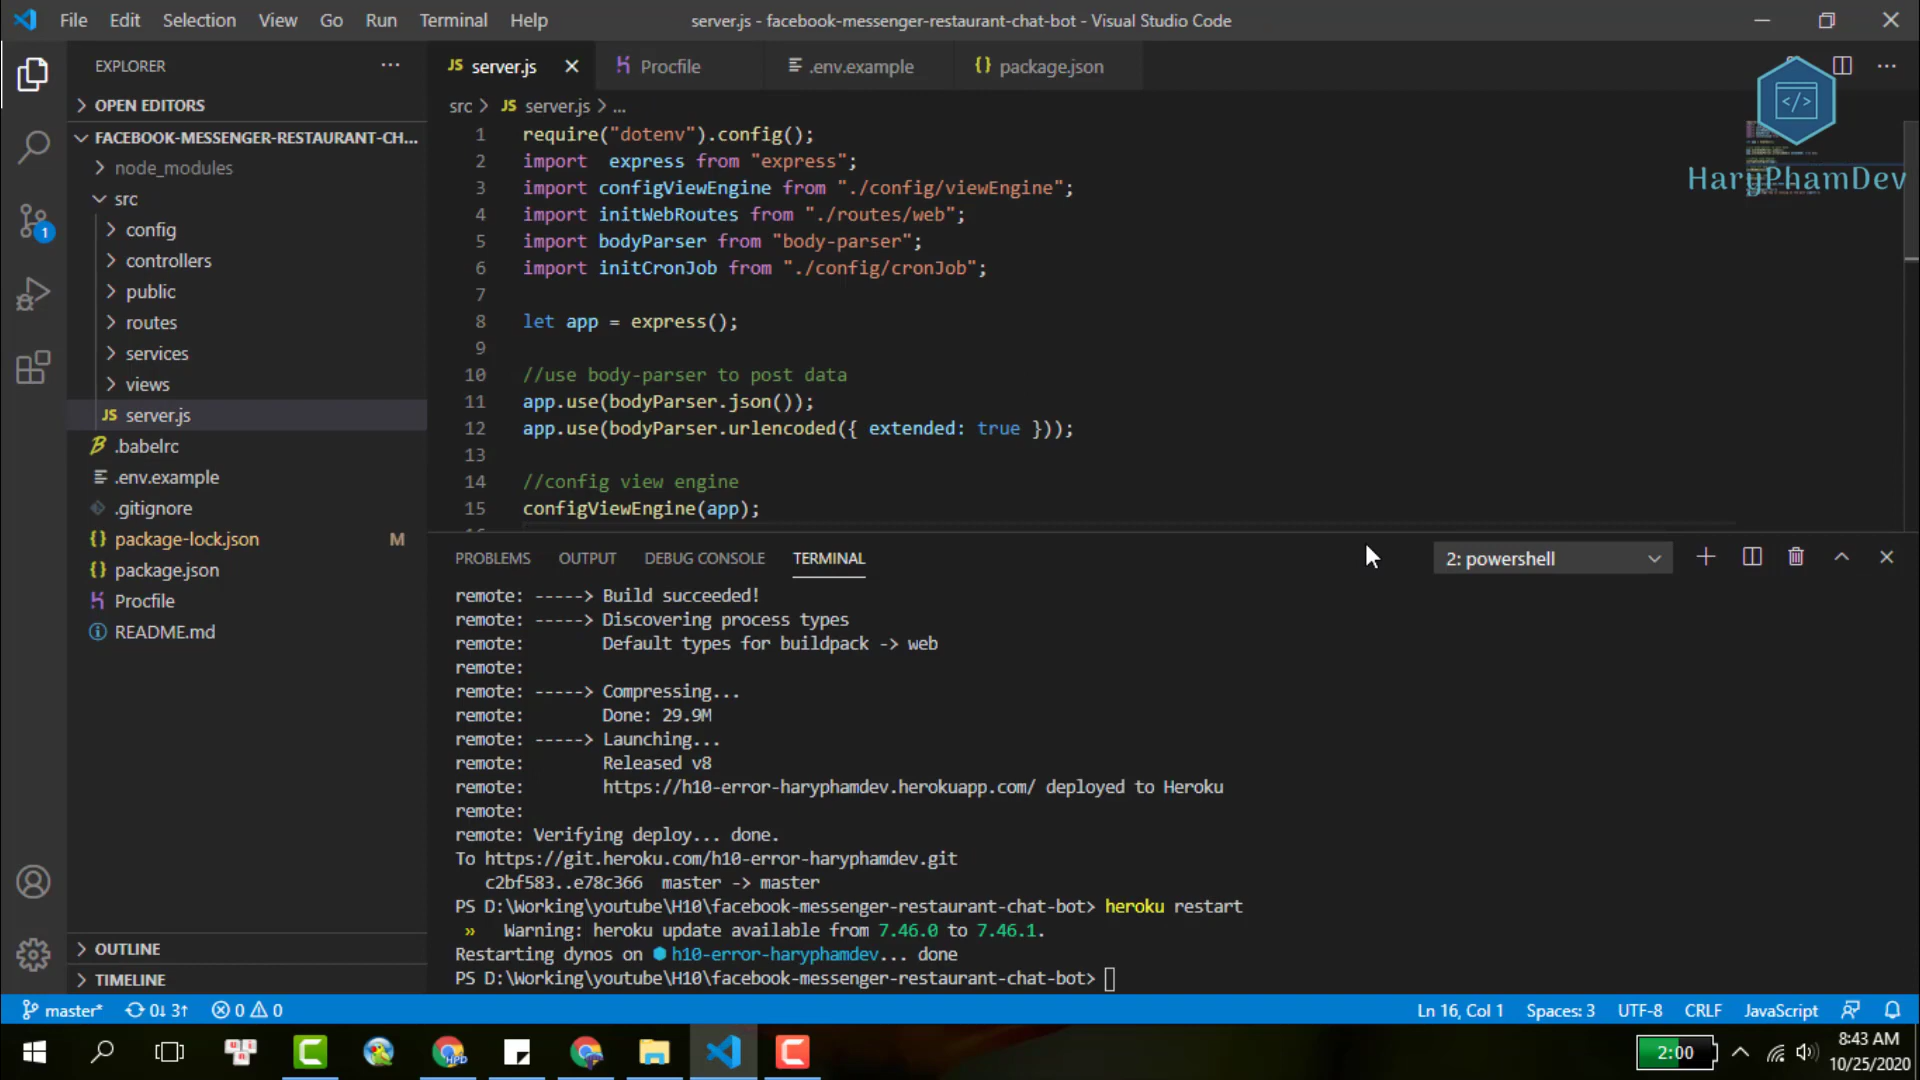 File Edit Selection View Go Run Terminal Help
server.js - facebook-messenger-restaurant-chat-bot - Visual Studio Code
EXPLORER
OPEN EDITORS
FACEBOOK-MESSENGER-RESTAURANT-CH...
node_modules
src
config
controllers
public
routes
services
views
JS server.js
.babelrc
.env.example
.gitignore
{} package-lock.json M
{} package.json
Procfile
README.md
OUTLINE
TIMELINE
1
JS server.js
Procfile
.env.example
{} package.json
src > JS server.js > ...
</>
HaryPhamDev
1 require("dotenv").config();
2 import  express from "express";
3 import configViewEngine from "./config/viewEngine";
4 import initWebRoutes from "./routes/web";
5 import bodyParser from "body-parser";
6 import initCronJob from "./config/cronJob";
7
8 let app = express();
9
10 //use body-parser to post data
11 app.use(bodyParser.json());
12 app.use(bodyParser.urlencoded({ extended: true }));
13
14 //config view engine
15 configViewEngine(app);
PROBLEMS OUTPUT DEBUG CONSOLE TERMINAL
2: powershell
remote: -----> Build succeeded!
remote: -----> Discovering process types
remote:        Default types for buildpack -> web
remote:
remote: -----> Compressing...
remote:        Done: 29.9M
remote: -----> Launching...
remote:        Released v8
remote:        https://h10-error-haryphamdev.herokuapp.com/ deployed to Heroku
remote:
remote: Verifying deploy... done.
To https://git.heroku.com/h10-error-haryphamdev.git
   c2bf583..e78c366  master -> master
PS D:\Working\youtube\H10\facebook-messenger-restaurant-chat-bot> heroku restart
 »   Warning: heroku update available from 7.46.0 to 7.46.1.
Restarting dynos on h10-error-haryphamdev... done
PS D:\Working\youtube\H10\facebook-messenger-restaurant-chat-bot>
master* 0↓ 3↑ 0 0
Ln 16, Col 1 Spaces: 3 UTF-8 CRLF JavaScript
2:00
8:43 AM
10/25/2020